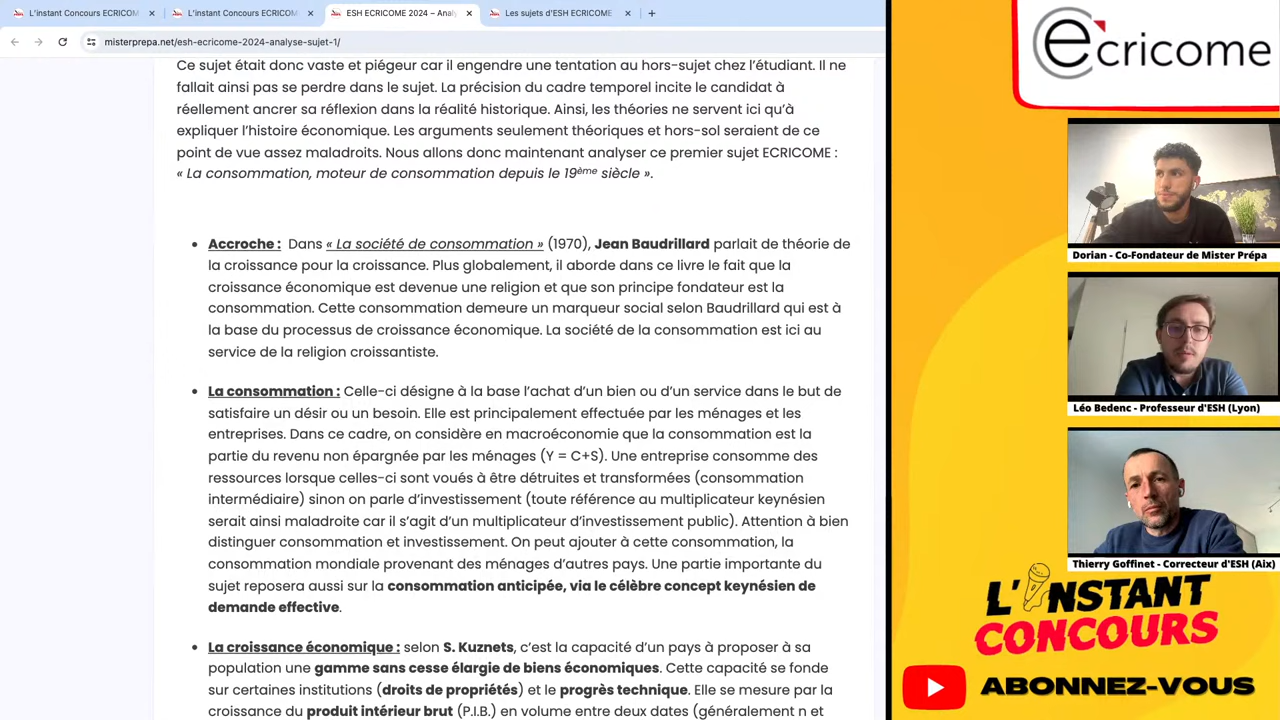 L'instant Concours ECRICOM
L'instant Concours ECRICOM
ESH ECRICOME 2024 – Anal
Les sujets d'ESH ECRICOME
misterprepa.net/esh-ecricome-2024-analyse-sujet-1/
Ce sujet était donc vaste et piégeur car il engendre une tentation au hors-sujet chez l'étudiant. Il ne
fallait ainsi pas se perdre dans le sujet. La précision du cadre temporel incite le candidat à
réellement ancrer sa réflexion dans la réalité historique. Ainsi, les théories ne servent ici qu'à
expliquer l'histoire économique. Les arguments seulement théoriques et hors-sol seraient de ce
point de vue assez maladroits. Nous allons donc maintenant analyser ce premier sujet ECRICOME :
« La consommation, moteur de consommation depuis le 19ème siècle ».
Accroche : Dans « La société de consommation » (1970), Jean Baudrillard parlait de théorie de
la croissance pour la croissance. Plus globalement, il aborde dans ce livre le fait que la
croissance économique est devenue une religion et que son principe fondateur est la
consommation. Cette consommation demeure un marqueur social selon Baudrillard qui est à
la base du processus de croissance économique. La société de la consommation est ici au
service de la religion croissantiste.
La consommation : Celle-ci désigne à la base l'achat d'un bien ou d'un service dans le but de
satisfaire un désir ou un besoin. Elle est principalement effectuée par les ménages et les
entreprises. Dans ce cadre, on considère en macroéconomie que la consommation est la
partie du revenu non épargnée par les ménages (Y = C+S). Une entreprise consomme des
ressources lorsque celles-ci sont voués à être détruites et transformées (consommation
intermédiaire) sinon on parle d'investissement (toute référence au multiplicateur keynésien
serait ainsi maladroite car il s'agit d'un multiplicateur d'investissement public). Attention à bien
distinguer consommation et investissement. On peut ajouter à cette consommation, la
consommation mondiale provenant des ménages d'autres pays. Une partie importante du
sujet reposera aussi sur la consommation anticipée, via le célèbre concept keynésien de
demande effective.
La croissance économique : selon S. Kuznets, c'est la capacité d'un pays à proposer à sa
population une gamme sans cesse élargie de biens économiques. Cette capacité se fonde
sur certaines institutions (droits de propriétés) et le progrès technique. Elle se mesure par la
croissance du produit intérieur brut (P.I.B.) en volume entre deux dates (généralement n et
ecricome
Dorian - Co-Fondateur de Mister Prépa
Léo Bedenc - Professeur d'ESH (Lyon)
Thierry Goffinet - Correcteur d'ESH (Aix)
L'INSTANT
CONCOURS
ABONNEZ-VOUS